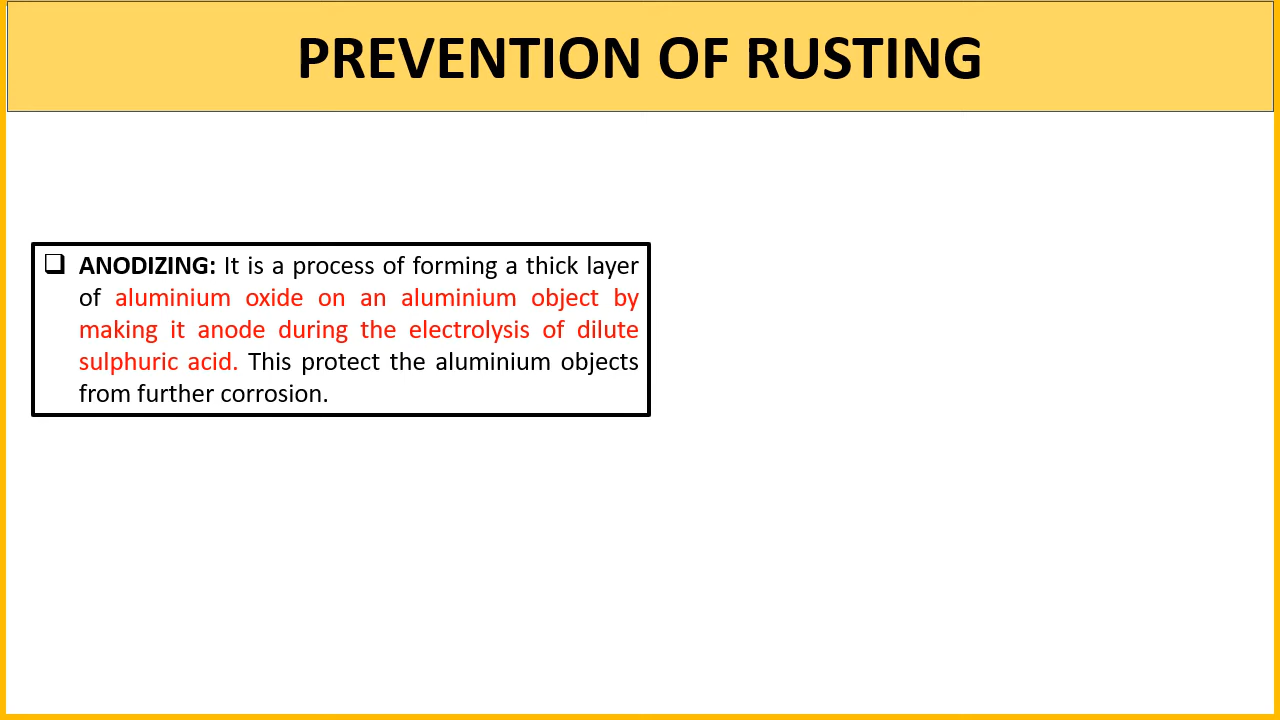 PREVENTION OF RUSTING
❑ ANODIZING: It is a process of forming a thick layer
of aluminium oxide on an aluminium object by
making it anode during the electrolysis of dilute
sulphuric acid. This protect the aluminium objects
from further corrosion.